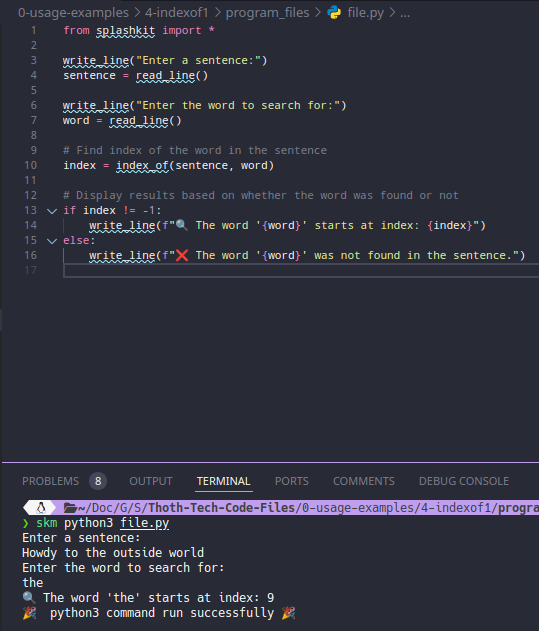 0-usage-examples > 4-indexof1 > program_files > file.py > ...
1 from splashkit import *
2
3 write_line("Enter a sentence:")
4 sentence = read_line()
5
6 write_line("Enter the word to search for:")
7 word = read_line()
8
9 # Find index of the word in the sentence
10 index = index_of(sentence, word)
11
12 # Display results based on whether the word was found or not
13 if index != -1:
14     write_line(f"🔍 The word '{word}' starts at index: {index}")
15 else:
16     write_line(f"❌ The word '{word}' was not found in the sentence.")
17
PROBLEMS 8 OUTPUT TERMINAL PORTS COMMENTS DEBUG CONSOLE
~/Doc/G/S/Thoth-Tech-Code-Files/0-usage-examples/4-indexof1/progra
❯ skm python3 file.py
Enter a sentence:
Howdy to the outside world
Enter the word to search for:
the
🔍 The word 'the' starts at index: 9
🎉 python3 command run successfully 🎉